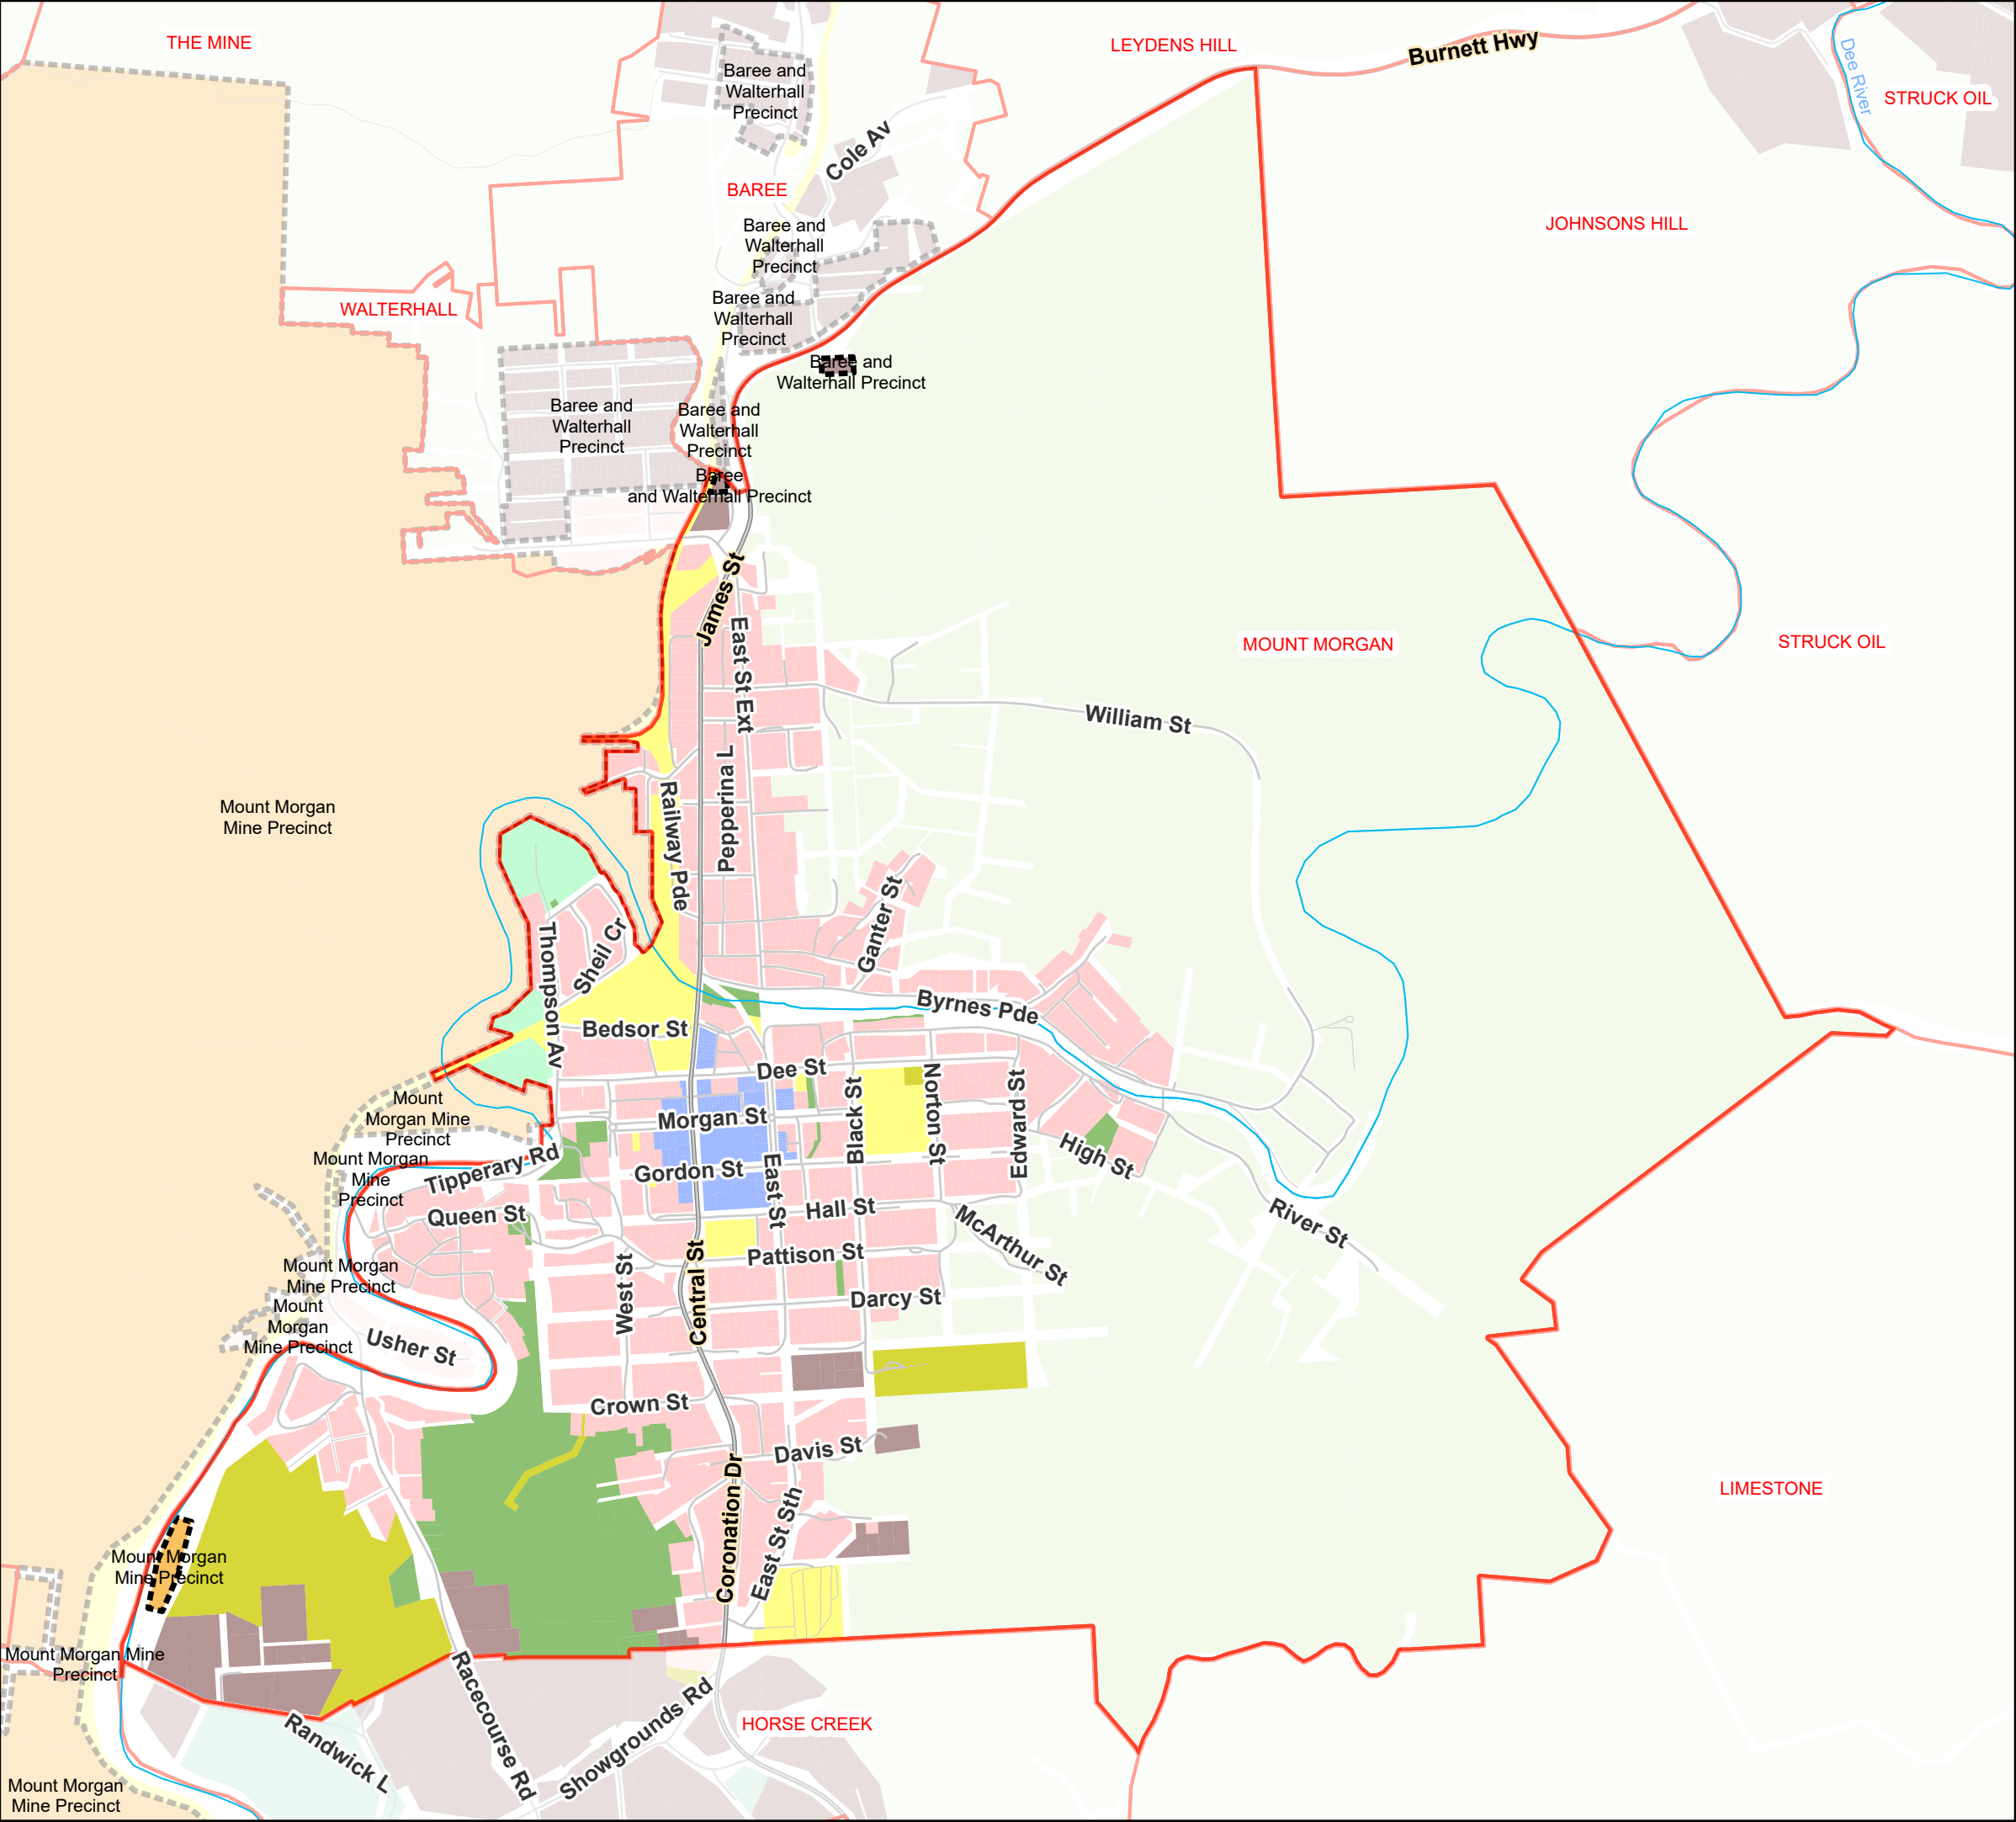 THE MINE
LEYDENS HILL
Burnett Hwy
Dee River
STRUCK OIL
Baree and
Walterhall
Precinct
Cole Av
BAREE
Baree and
Walterhall
Precinct
JOHNSONS HILL
WALTERHALL
Baree and
Walterhall
Precinct
Baree and
Walterhall Precinct
Baree and
Walterhall
Precinct
Baree and
Walterhall
Precinct
Baree
and Walterhall Precinct
James St
East St Ext
MOUNT MORGAN
STRUCK OIL
William St
Mount Morgan
Mine Precinct
Pepperina L
Railway Pde
Ganter St
Sheil Cr
Thompson Av
Byrnes Pde
Bedsor St
Dee St
Black St
Norton St
Edward St
Mount
Morgan Mine
Precinct
Morgan St
High St
Mount Morgan
Mine
Precinct
Tipperary Rd
Gordon St
East St
Queen St
Hall St
McArthur St
River St
Pattison St
Mount Morgan
Mine Precinct
West St
Central St
Darcy St
Mount
Morgan
Mine Precinct
Usher St
Crown St
Davis St
Coronation Dr
East St Sth
LIMESTONE
Mount Morgan
Mine Precinct
Mount Morgan Mine
Precinct
Racecourse Rd
Randwick L
Showgrounds Rd
HORSE CREEK
Mount Morgan
Mine Precinct